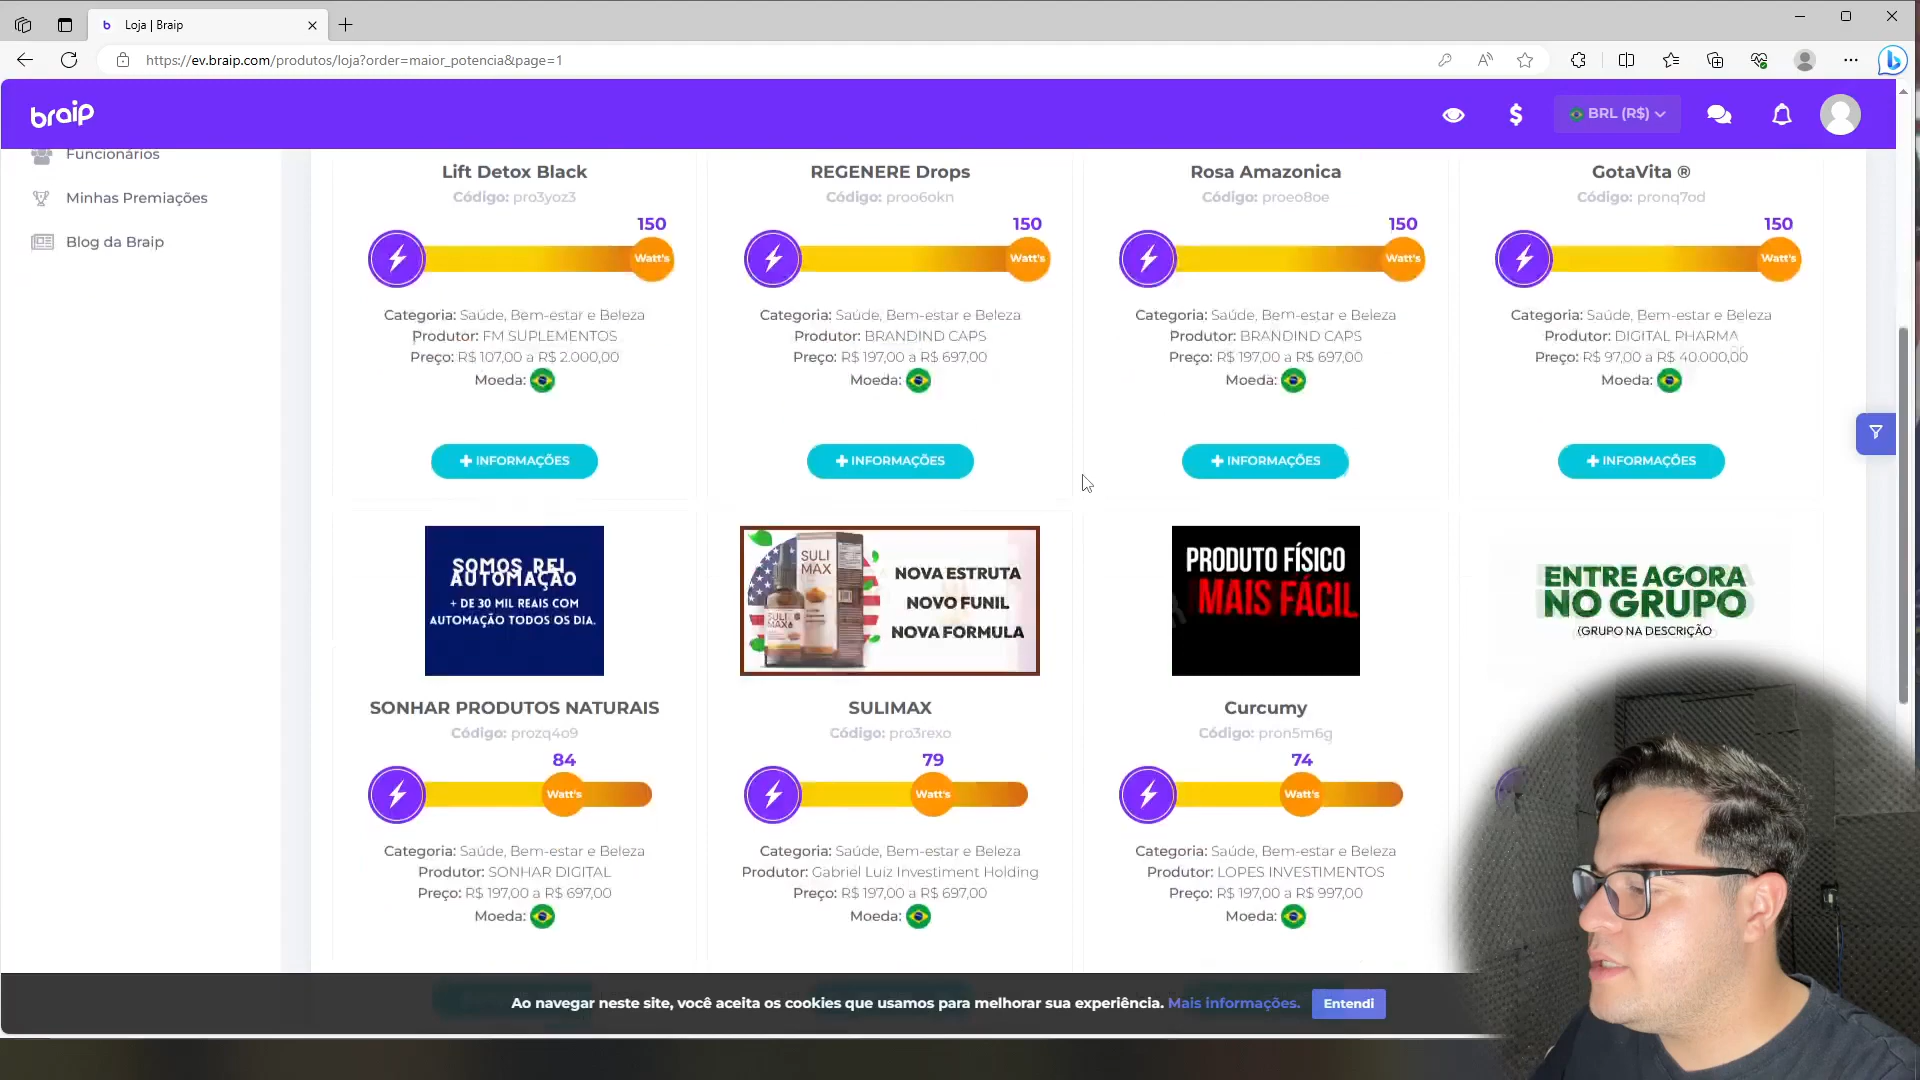 Loja | Braip
https://ev.braip.com/produtos/loja?order=maior_potencia&page=1
braip
BRL (R$)
Funcionários
Minhas Premiações
Blog da Braip
Lift Detox Black
Código: pro3yoz3
150
Watt's
Categoria: Saúde, Bem-estar e Beleza
Produtor: FM SUPLEMENTOS
Preço: R$ 107,00 a R$ 2.000,00
Moeda:
+ INFORMAÇÕES
REGENERE Drops
Código: proo6okn
150
Watt's
Categoria: Saúde, Bem-estar e Beleza
Produtor: BRANDIND CAPS
Preço: R$ 197,00 a R$ 697,00
Moeda:
+ INFORMAÇÕES
Rosa Amazonica
Código: proeo8oe
150
Watt's
Categoria: Saúde, Bem-estar e Beleza
Produtor: BRANDIND CAPS
Preço: R$ 197,00 a R$ 697,00
Moeda:
+ INFORMAÇÕES
GotaVita ®
Código: pronq7od
150
Watt's
Categoria: Saúde, Bem-estar e Beleza
Produtor: DIGITAL PHARMA
Preço: R$ 97,00 a R$ 40.000,00
Moeda:
+ INFORMAÇÕES
SOMOS REI
AUTOMAÇÃO
+ DE 30 MIL REAIS COM
AUTOMAÇÃO TODOS OS DIA.
SONHAR PRODUTOS NATURAIS
Código: prozq4o9
84
Watt's
Categoria: Saúde, Bem-estar e Beleza
Produtor: SONHAR DIGITAL
Preço: R$ 197,00 a R$ 697,00
Moeda:
SULI
MAX
SULI
MAX
NOVA ESTRUTA
NOVO FUNIL
NOVA FORMULA
SULIMAX
Código: pro3rexo
79
Watt's
Categoria: Saúde, Bem-estar e Beleza
Produtor: Gabriel Luiz Investiment Holding
Preço: R$ 197,00 a R$ 697,00
Moeda:
PRODUTO FÍSICO
MAIS FÁCIL
Curcumy
Código: pron5m6g
74
Watt's
Categoria: Saúde, Bem-estar e Beleza
Produtor: LOPES INVESTIMENTOS
Preço: R$ 197,00 a R$ 997,00
Moeda:
ENTRE AGORA
NO GRUPO
(GRUPO NA DESCRIÇÃO
Ao navegar neste site, você aceita os cookies que usamos para melhorar sua experiência. Mais informações.
Entendi